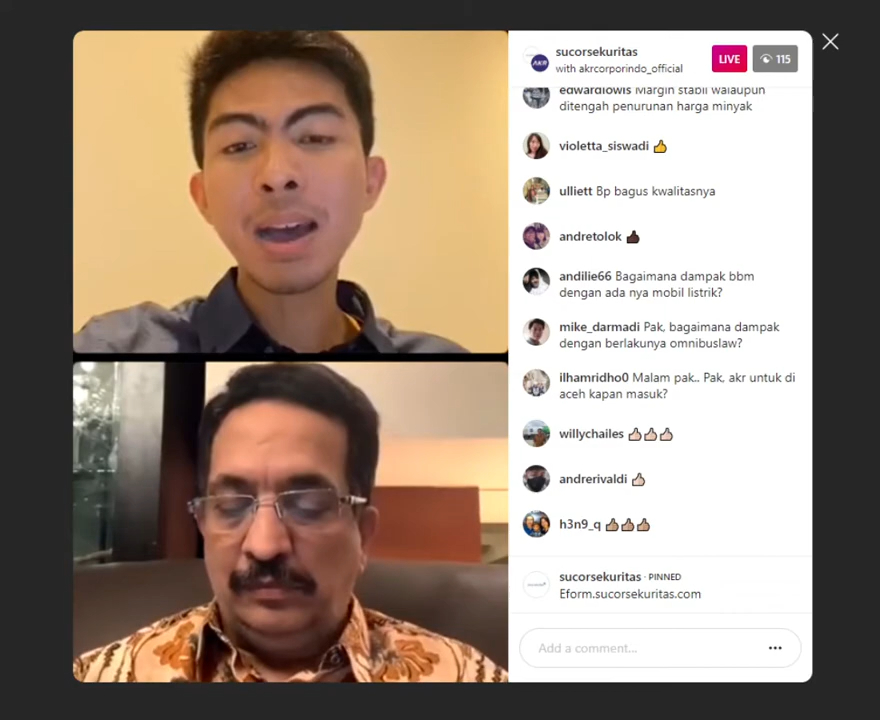 sucorsekuritas
with akrcorporindo_official
LIVE
115
AKR
edwardlowis Margin stabil walaupun
ditengah penurunan harga minyak
violetta_siswadi
ulliett Bp bagus kwalitasnya
andretolok
andilie66 Bagaimana dampak bbm
dengan ada nya mobil listrik?
mike_darmadi Pak, bagaimana dampak
dengan berlakunya omnibuslaw?
ilhamridho0 Malam pak.. Pak, akr untuk di
aceh kapan masuk?
willychailes
andrerivaldi
h3n9_q
sucorsekuritas · PINNED
Eform.sucorsekuritas.com
Add a comment...